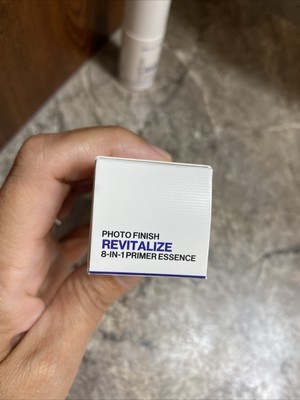 PHOTO FINISH
REVITALIZE
8-IN-1 PRIMER ESSENCE